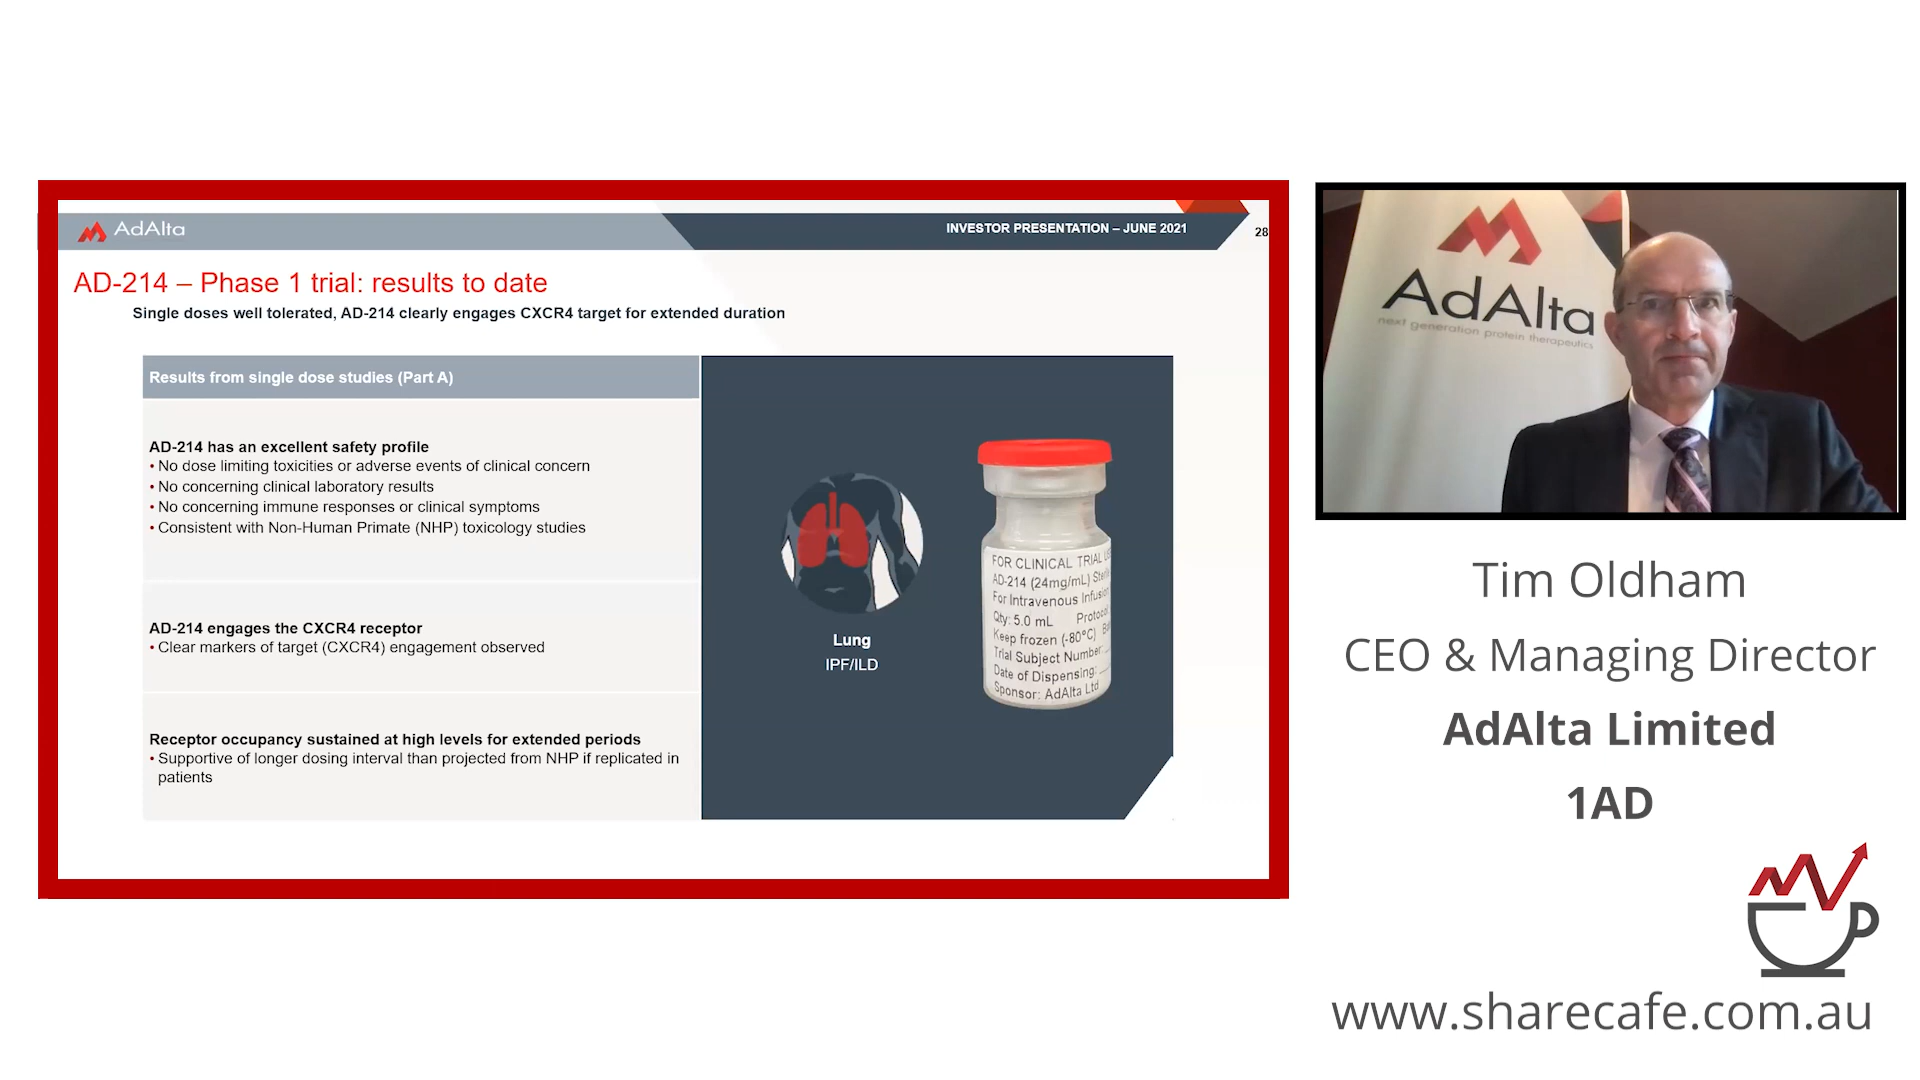 AdAlta
INVESTOR PRESENTATION – JUNE 2021
28
AD-214 – Phase 1 trial: results to date
Single doses well tolerated, AD-214 clearly engages CXCR4 target for extended duration
Results from single dose studies (Part A)
AD-214 has an excellent safety profile
• No dose limiting toxicities or adverse events of clinical concern
• No concerning clinical laboratory results
• No concerning immune responses or clinical symptoms
• Consistent with Non-Human Primate (NHP) toxicology studies
AD-214 engages the CXCR4 receptor
• Clear markers of target (CXCR4) engagement observed
Receptor occupancy sustained at high levels for extended periods
• Supportive of longer dosing interval than projected from NHP if replicated in
patients
Lung
IPF/ILD
FOR CLINICAL TRIAL
AD-214 (24mg/mL)
For Intravenous Infusion
Qty: 5.0 mL Protocol
Keep frozen (-80°C)
Trial Subject Number:
Date of Dispensing:
Sponsor: AdAlta Ltd
AdAlta
next generation protein therapeutics
Tim Oldham
CEO & Managing Director
AdAlta Limited
1AD
www.sharecafe.com.au